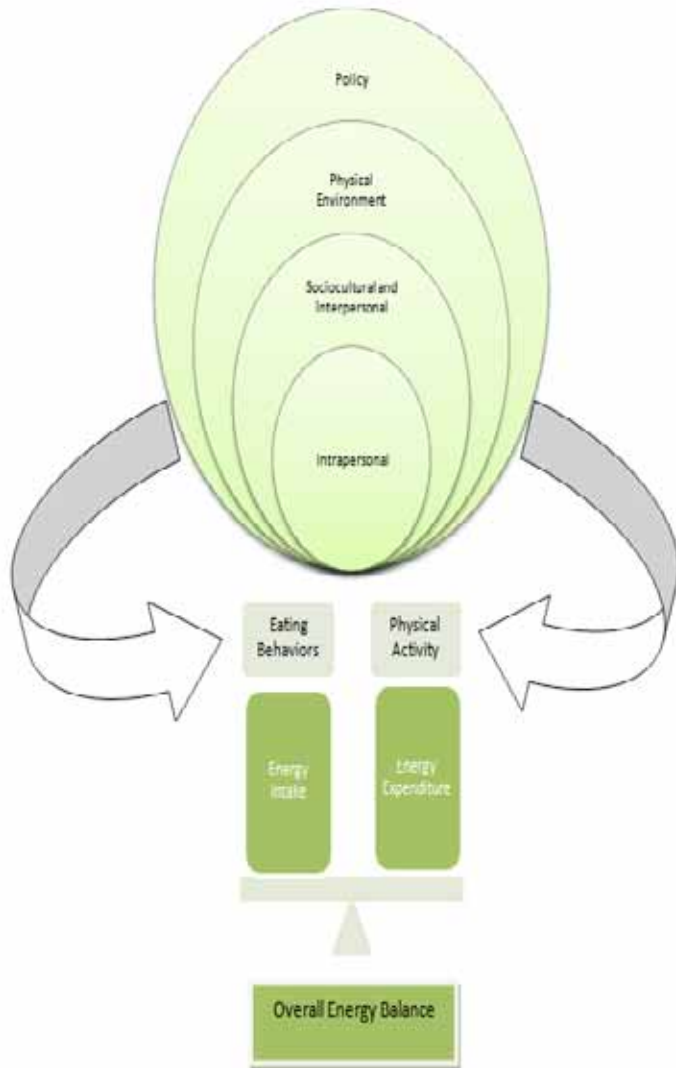 Policy
Physical
Environment
Sociocultural and
Interpersonal
Intrapersonal
Eating
Behaviors
Physical
Activity
Energy
Intake
Energy
Expenditure
Overall Energy Balance